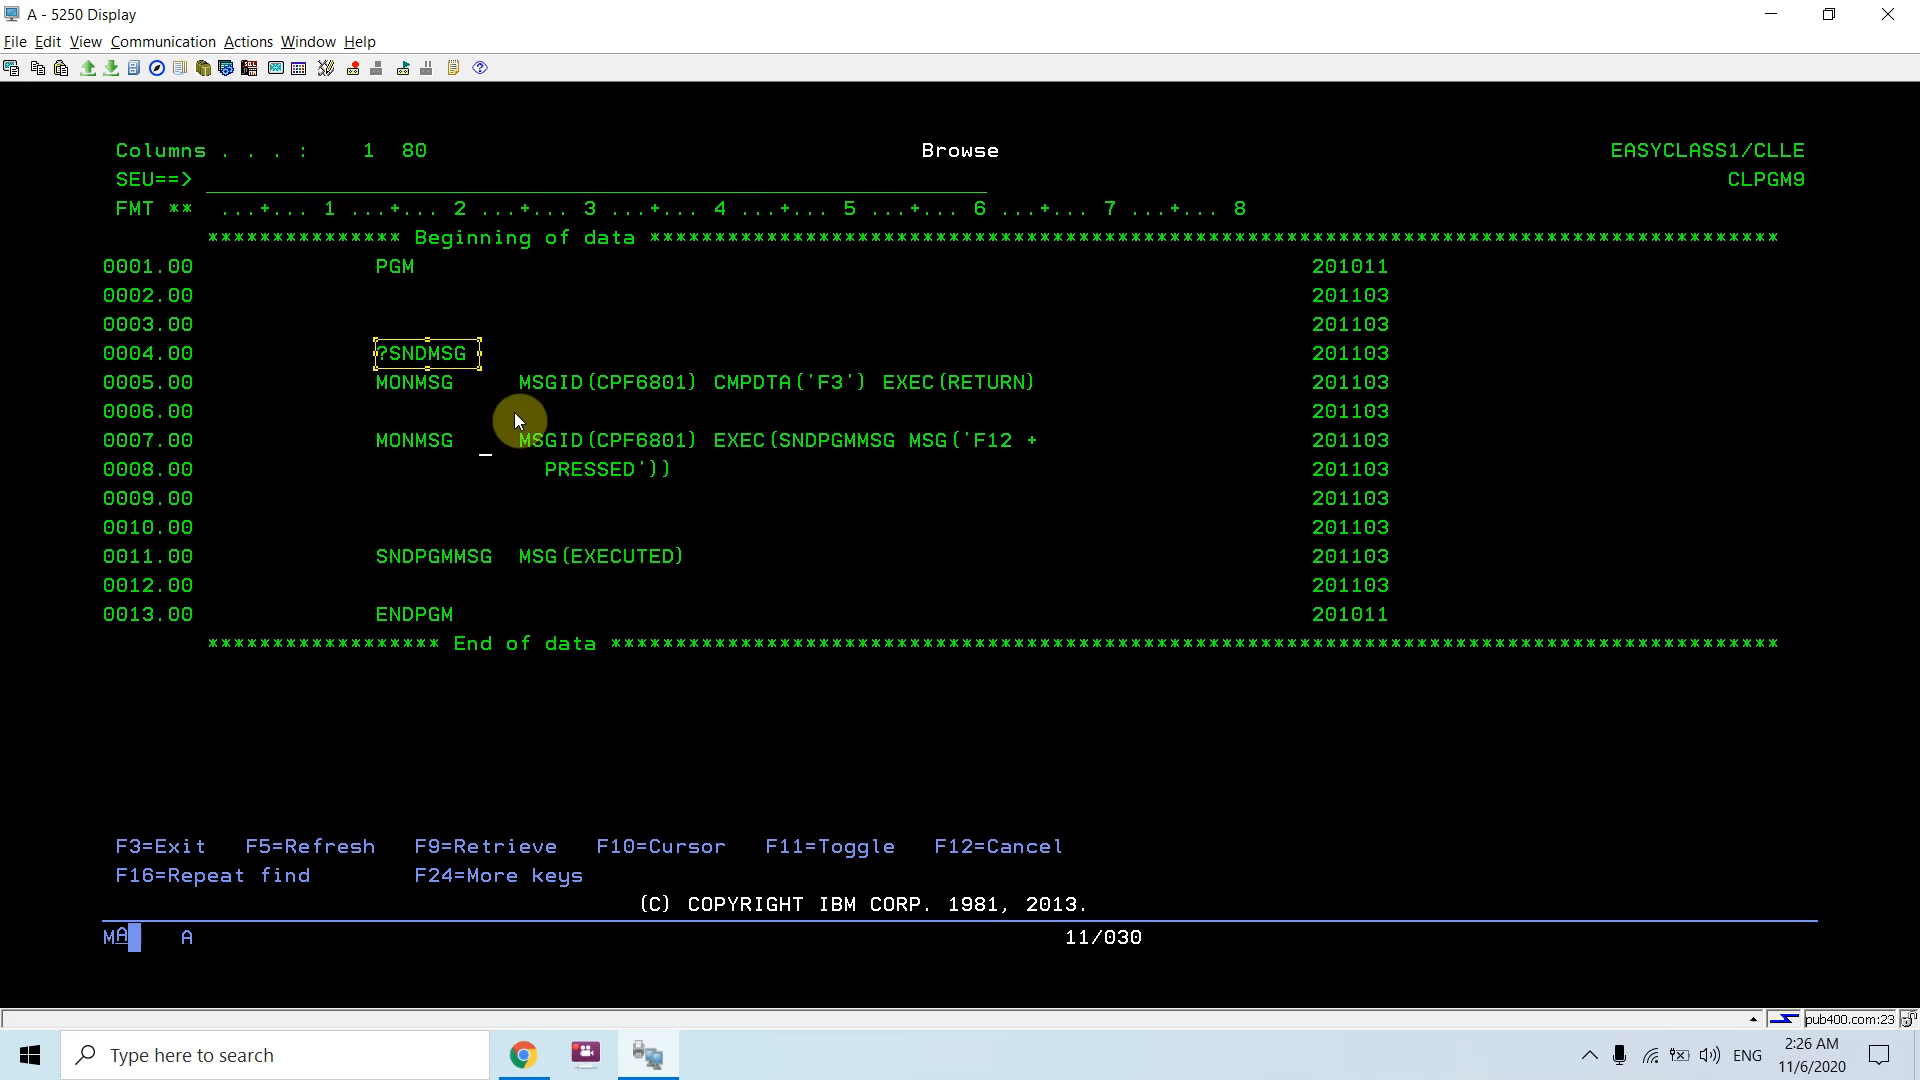 A - 5250 Display
File Edit View Communication Actions Window Help
Columns . . . : 1 80 Browse EASYCLASS1/CLLE
SEU==> CLPGM9
FMT ** ...+... 1 ...+... 2 ...+... 3 ...+... 4 ...+... 5 ...+... 6 ...+... 7 ...+... 8
*************** Beginning of data ***************************************************************************************
0001.00 PGM 201011
0002.00 201103
0003.00 201103
0004.00 ?SNDMSG 201103
0005.00 MONMSG MSGID(CPF6801) CMPDTA('F3') EXEC(RETURN) 201103
0006.00 201103
0007.00 MONMSG _ MSGID(CPF6801) EXEC(SNDPGMMSG MSG('F12 + 201103
0008.00 PRESSED')) 201103
0009.00 201103
0010.00 201103
0011.00 SNDPGMMSG MSG(EXECUTED) 201103
0012.00 201103
0013.00 ENDPGM 201011
****************** End of data ******************************************************************************************
F3=Exit F5=Refresh F9=Retrieve F10=Cursor F11=Toggle F12=Cancel
F16=Repeat find F24=More keys
(C) COPYRIGHT IBM CORP. 1981, 2013.
MA A 11/030
pub400.com:23
Type here to search
ENG
2:26 AM
11/6/2020